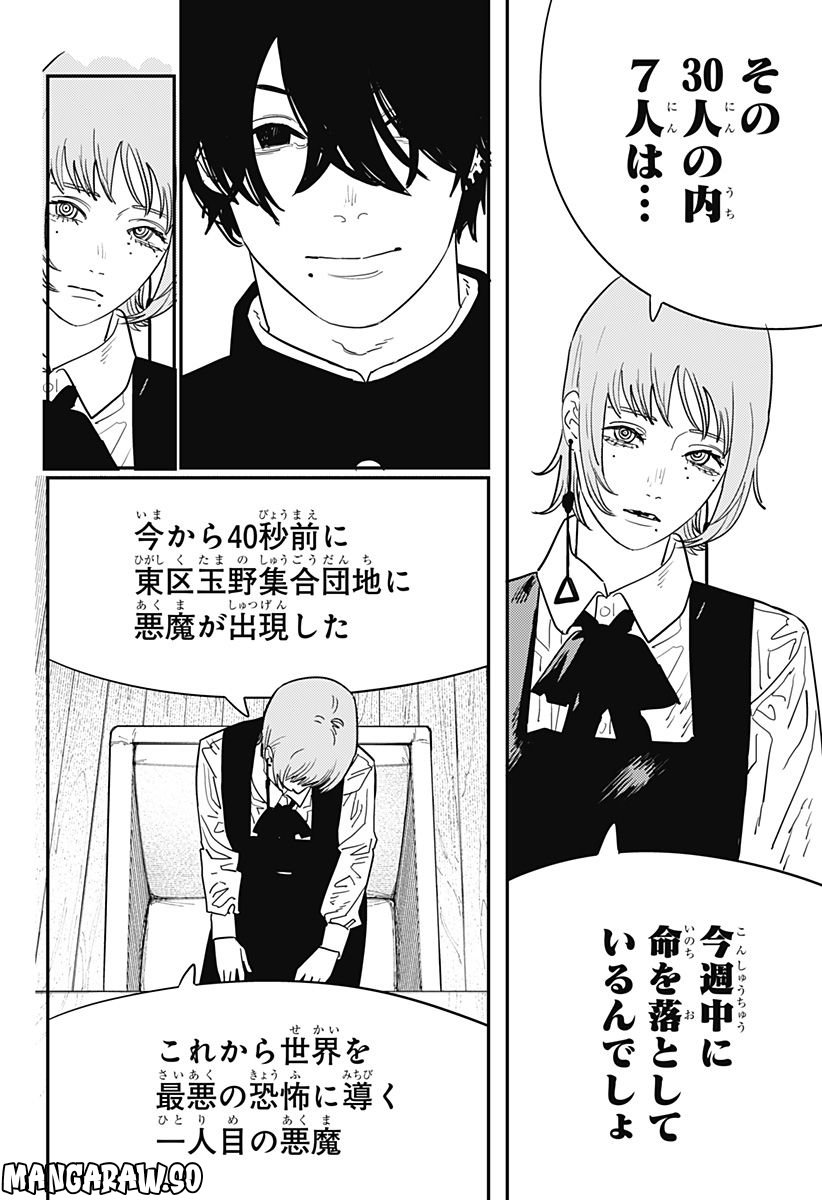 その
30人の内
7人は…
今週中に
命を落として
いるんでしょ
今から40秒前に
東区玉野集合団地に
悪魔が出現した
これから世界を
最悪の恐怖に導く
一人目の悪魔
MANGARAW.SO